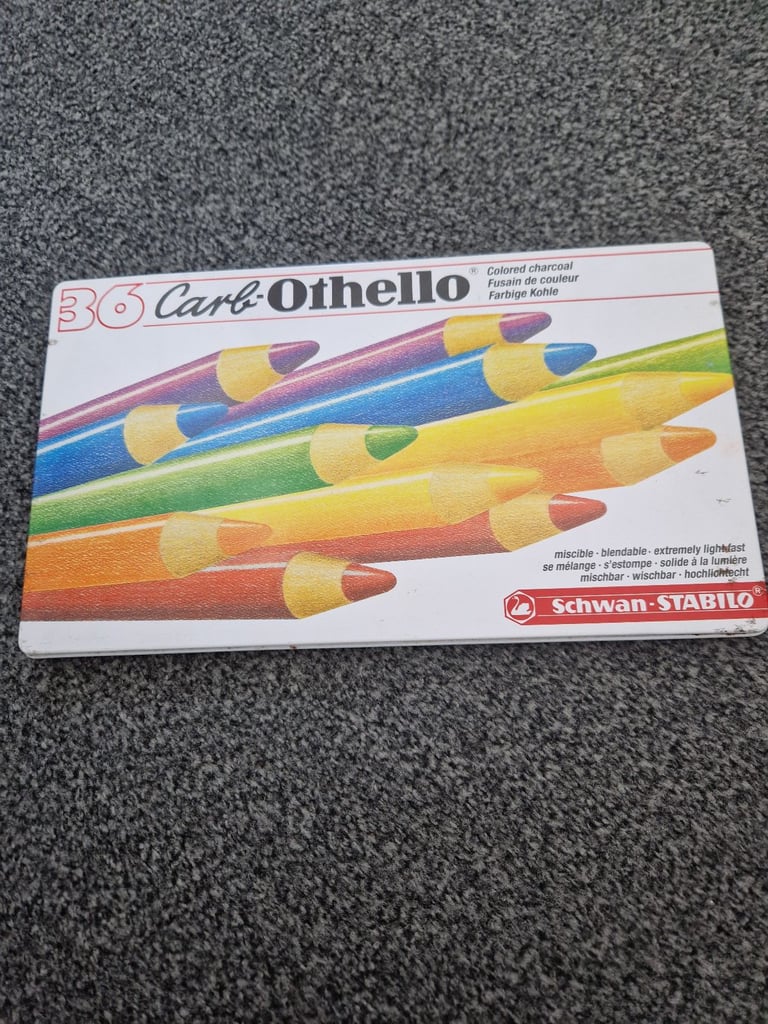 36 Carb-Othello®
Colored charcoal
Fusain de couleur
Farbige Kohle
miscible · blendable · extremely lightfast
se mélange · s'estompe · solide à la lumière
mischbar · wischbar · hochlichtecht
Schwan-STABILO®